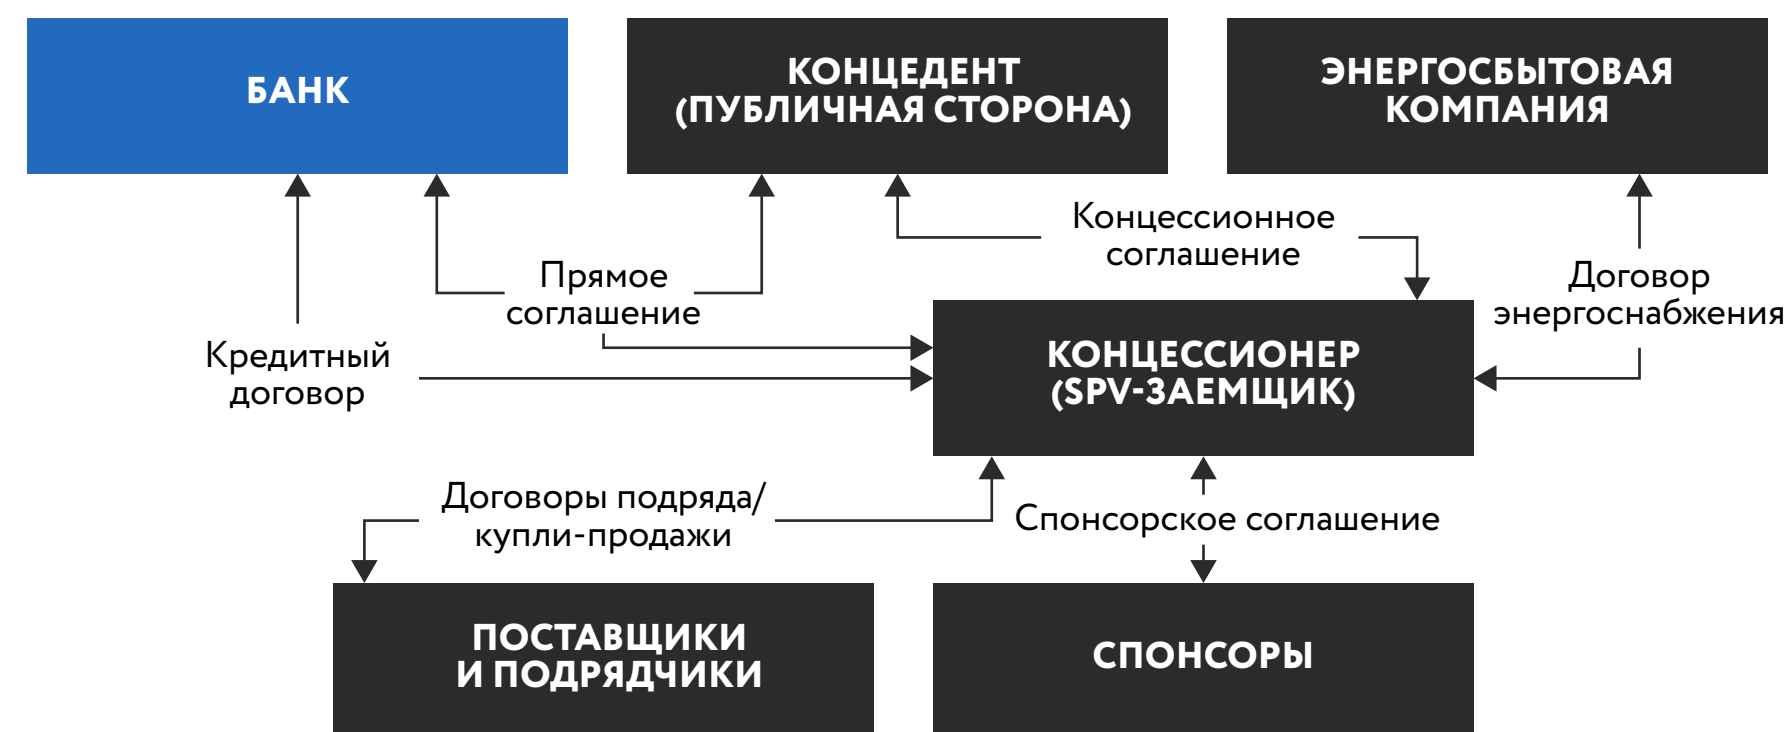 БАНК
КОНЦЕДЕНТ
(ПУБЛИЧНАЯ СТОРОНА)
ЭНЕРГОСБЫТОВАЯ
КОМПАНИЯ
Концессионное
соглашение
Прямое
соглашение
Договор
энергоснабжения
Кредитный
договор
КОНЦЕССИОНЕР
(SPV-ЗАЕМЩИК)
Договоры подряда/
купли-продажи
Спонсорское соглашение
ПОСТАВЩИКИ
И ПОДРЯДЧИКИ
СПОНСОРЫ